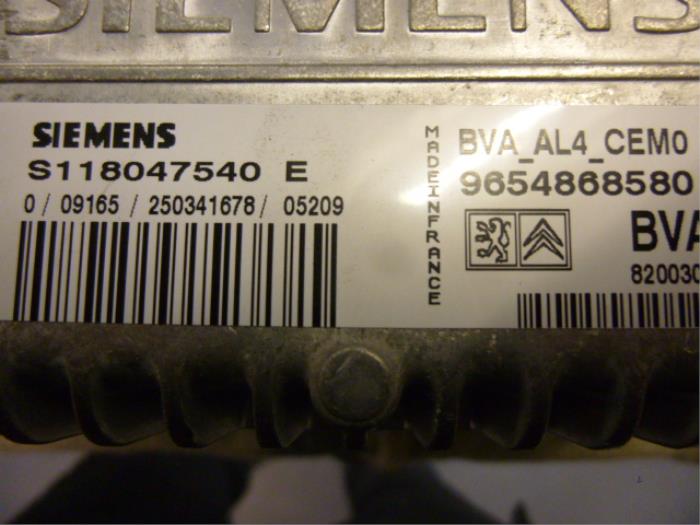 SIEMENS
SIEMENS
S118047540 E
0 / 09165 / 250341678 / 05209
MADEINFRANCE
BVA_AL4_CEM0
9654868580
BVA
820030